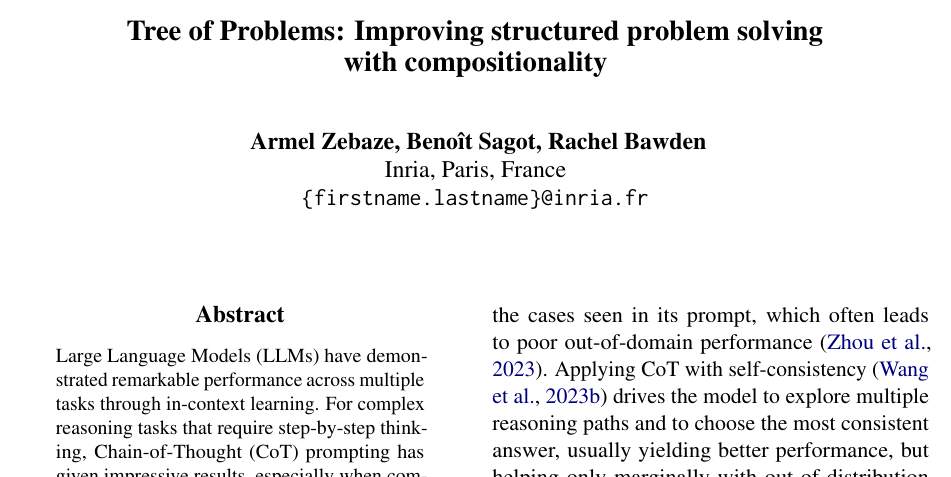 Tree of Problems: Improving structured problem solving
with compositionality
Armel Zebaze, Benoît Sagot, Rachel Bawden
Inria, Paris, France
{firstname.lastname}@inria.fr
Abstract
Large Language Models (LLMs) have demon-
strated remarkable performance across multiple
tasks through in-context learning. For complex
reasoning tasks that require step-by-step think-
ing, Chain-of-Thought (CoT) prompting has
given impressive results, especially when com-
the cases seen in its prompt, which often leads
to poor out-of-domain performance (Zhou et al.,
2023). Applying CoT with self-consistency (Wang
et al., 2023b) drives the model to explore multiple
reasoning paths and to choose the most consistent
answer, usually yielding better performance, but
helping only marginally with out-of-distribution